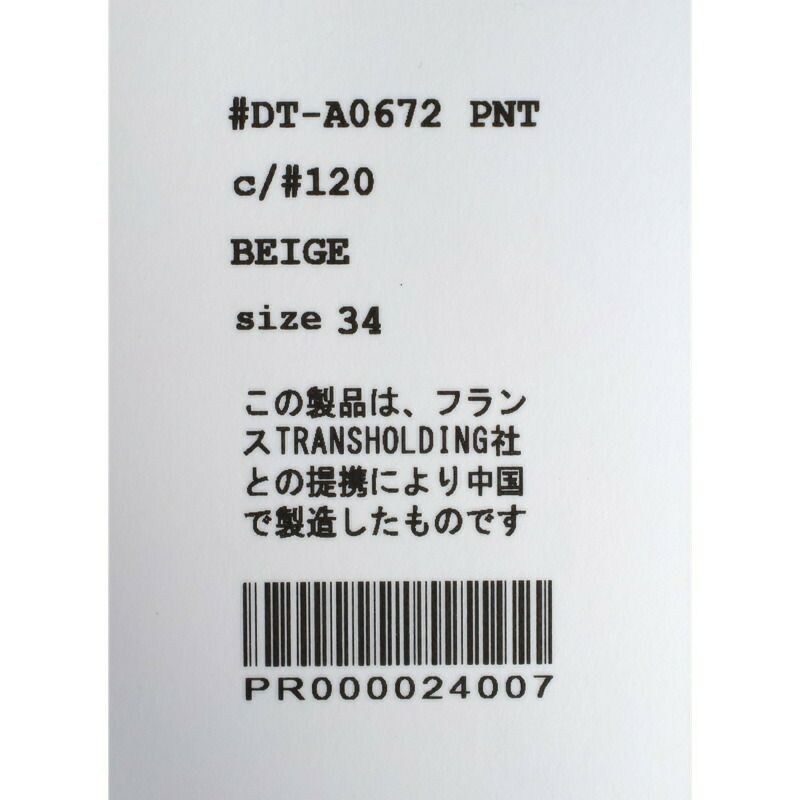 #DT-A0672 PNT
c/#120
BEIGE
size 34
この製品は、フラン
スTRANSHOLDING社
との提携により中国
で製造したものです
PR000024007